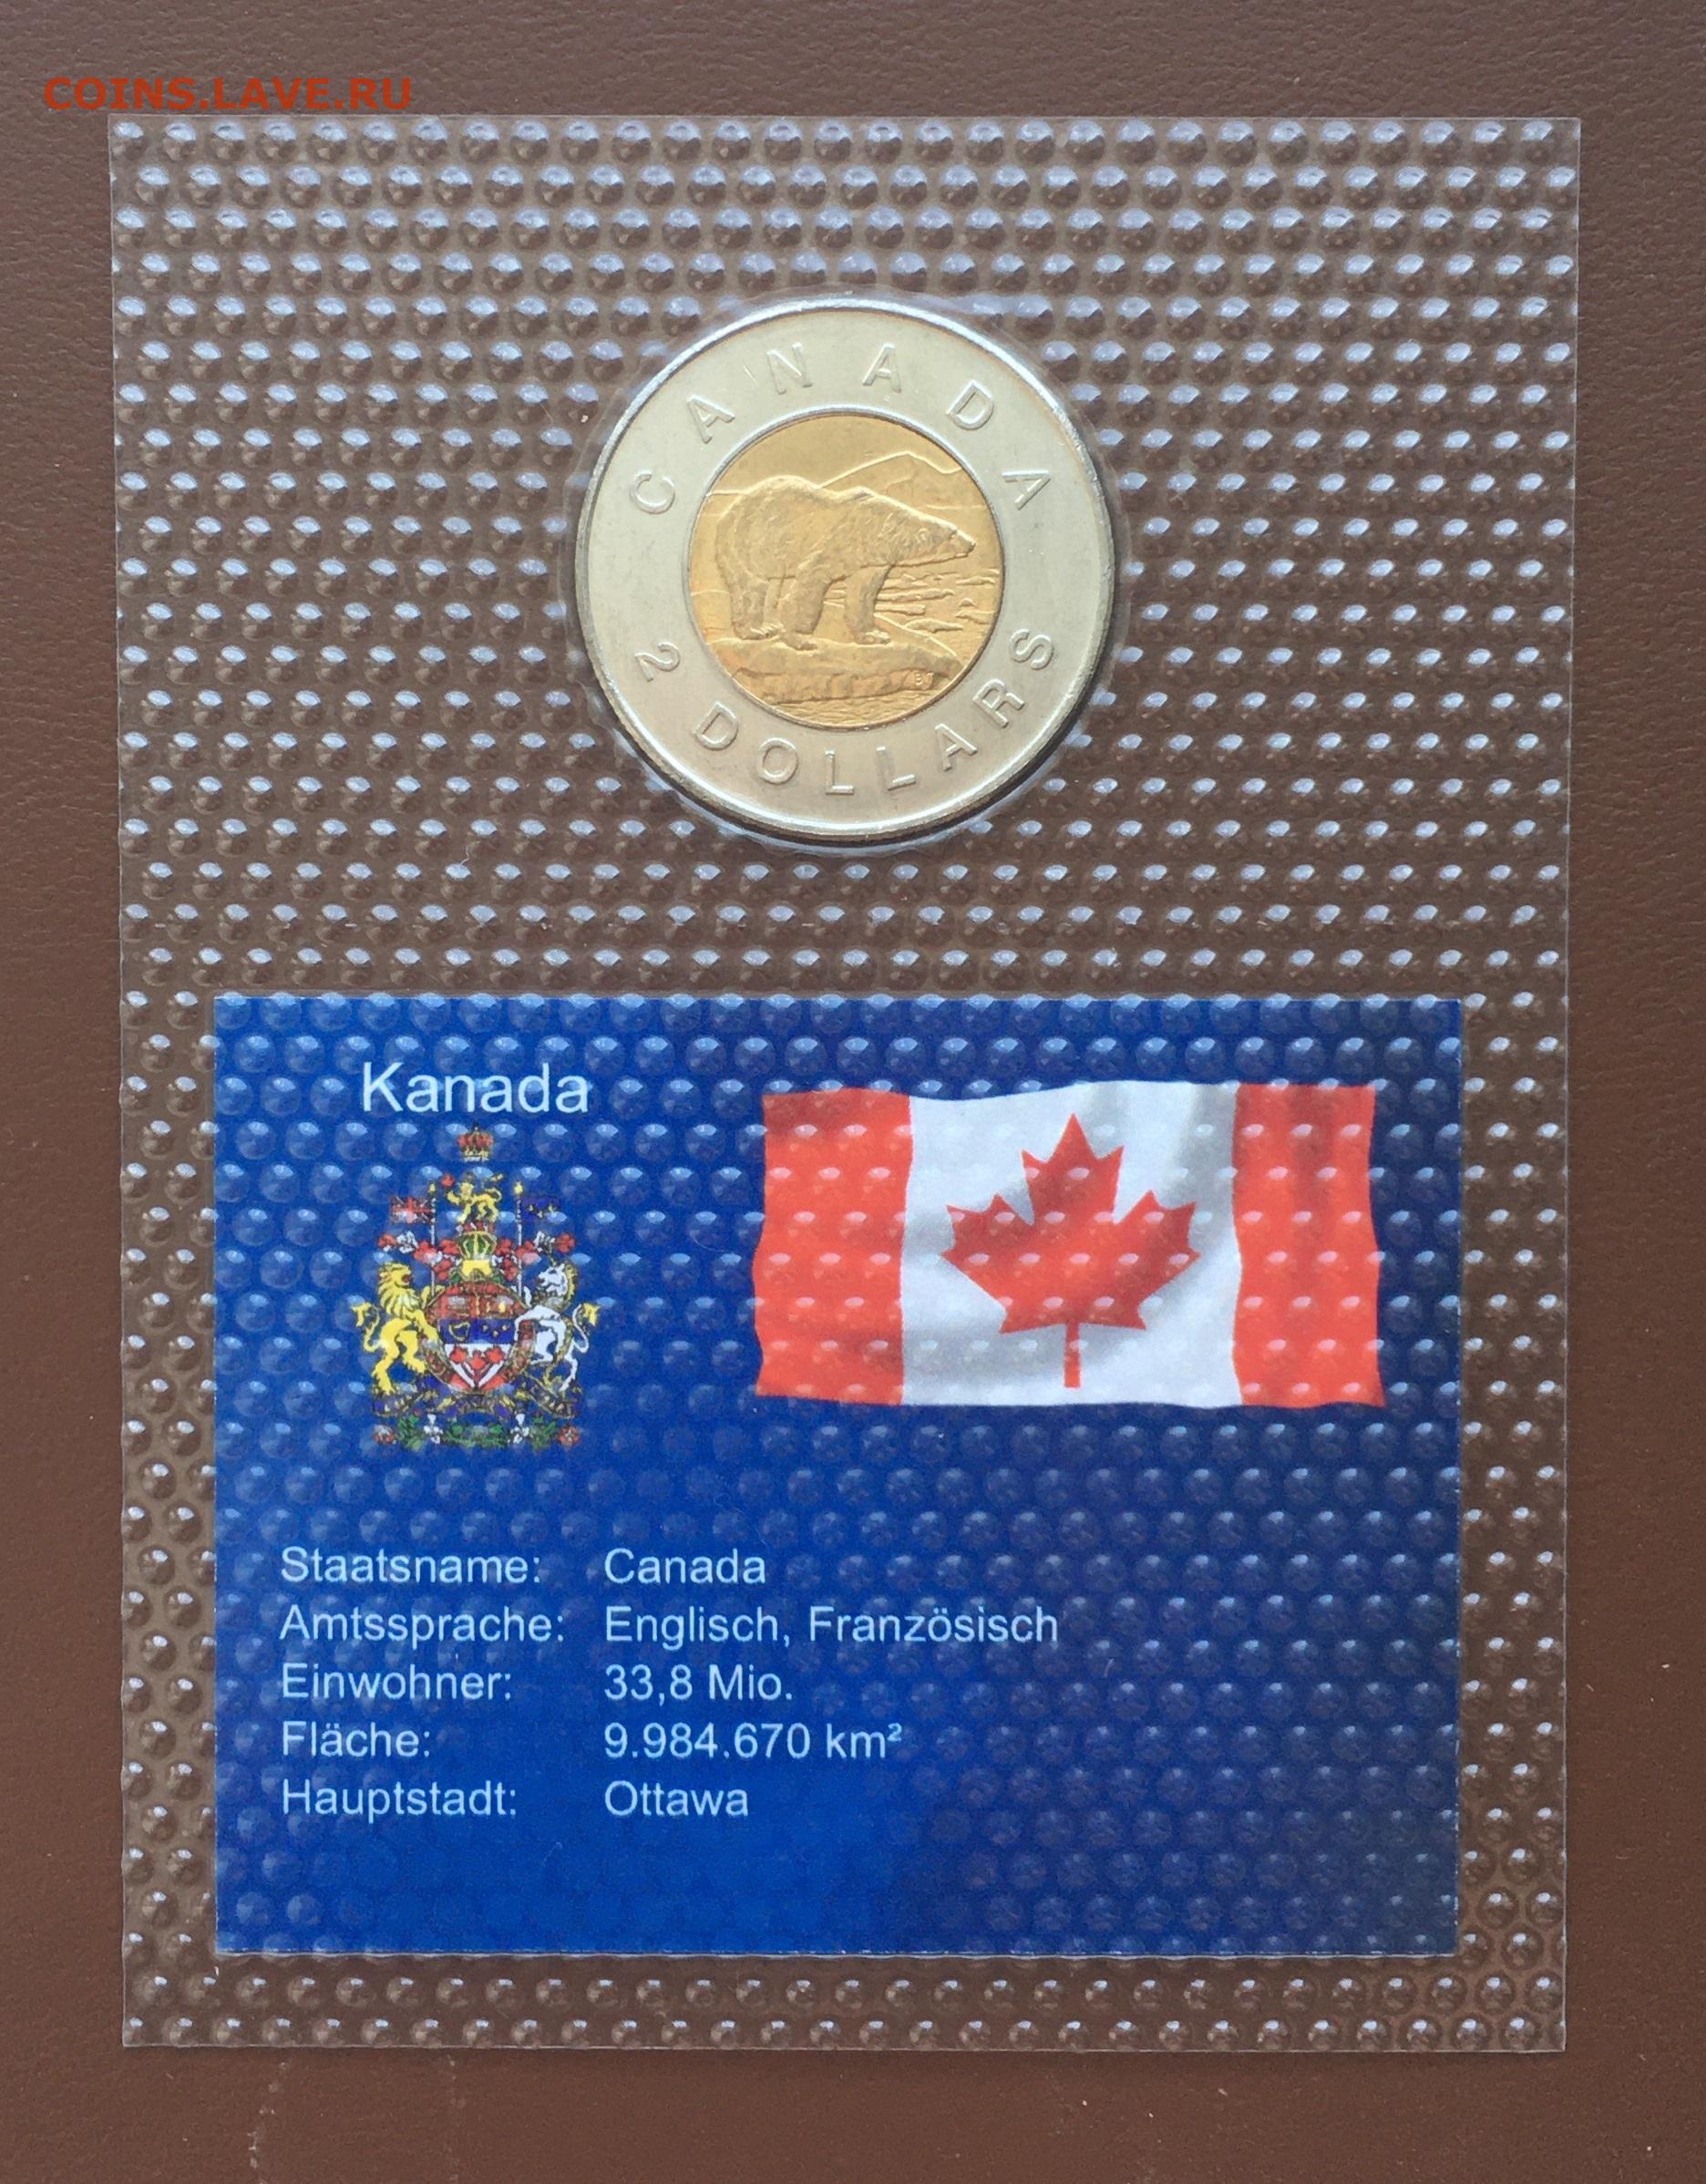 COINS.LAVE.RU
CANADA
2 DOLLARS
Kanada
Staatsname: Canada
Amtssprache: Englisch, Französisch
Einwohner: 33,8 Mio.
Fläche: 9.984.670 km²
Hauptstadt: Ottawa